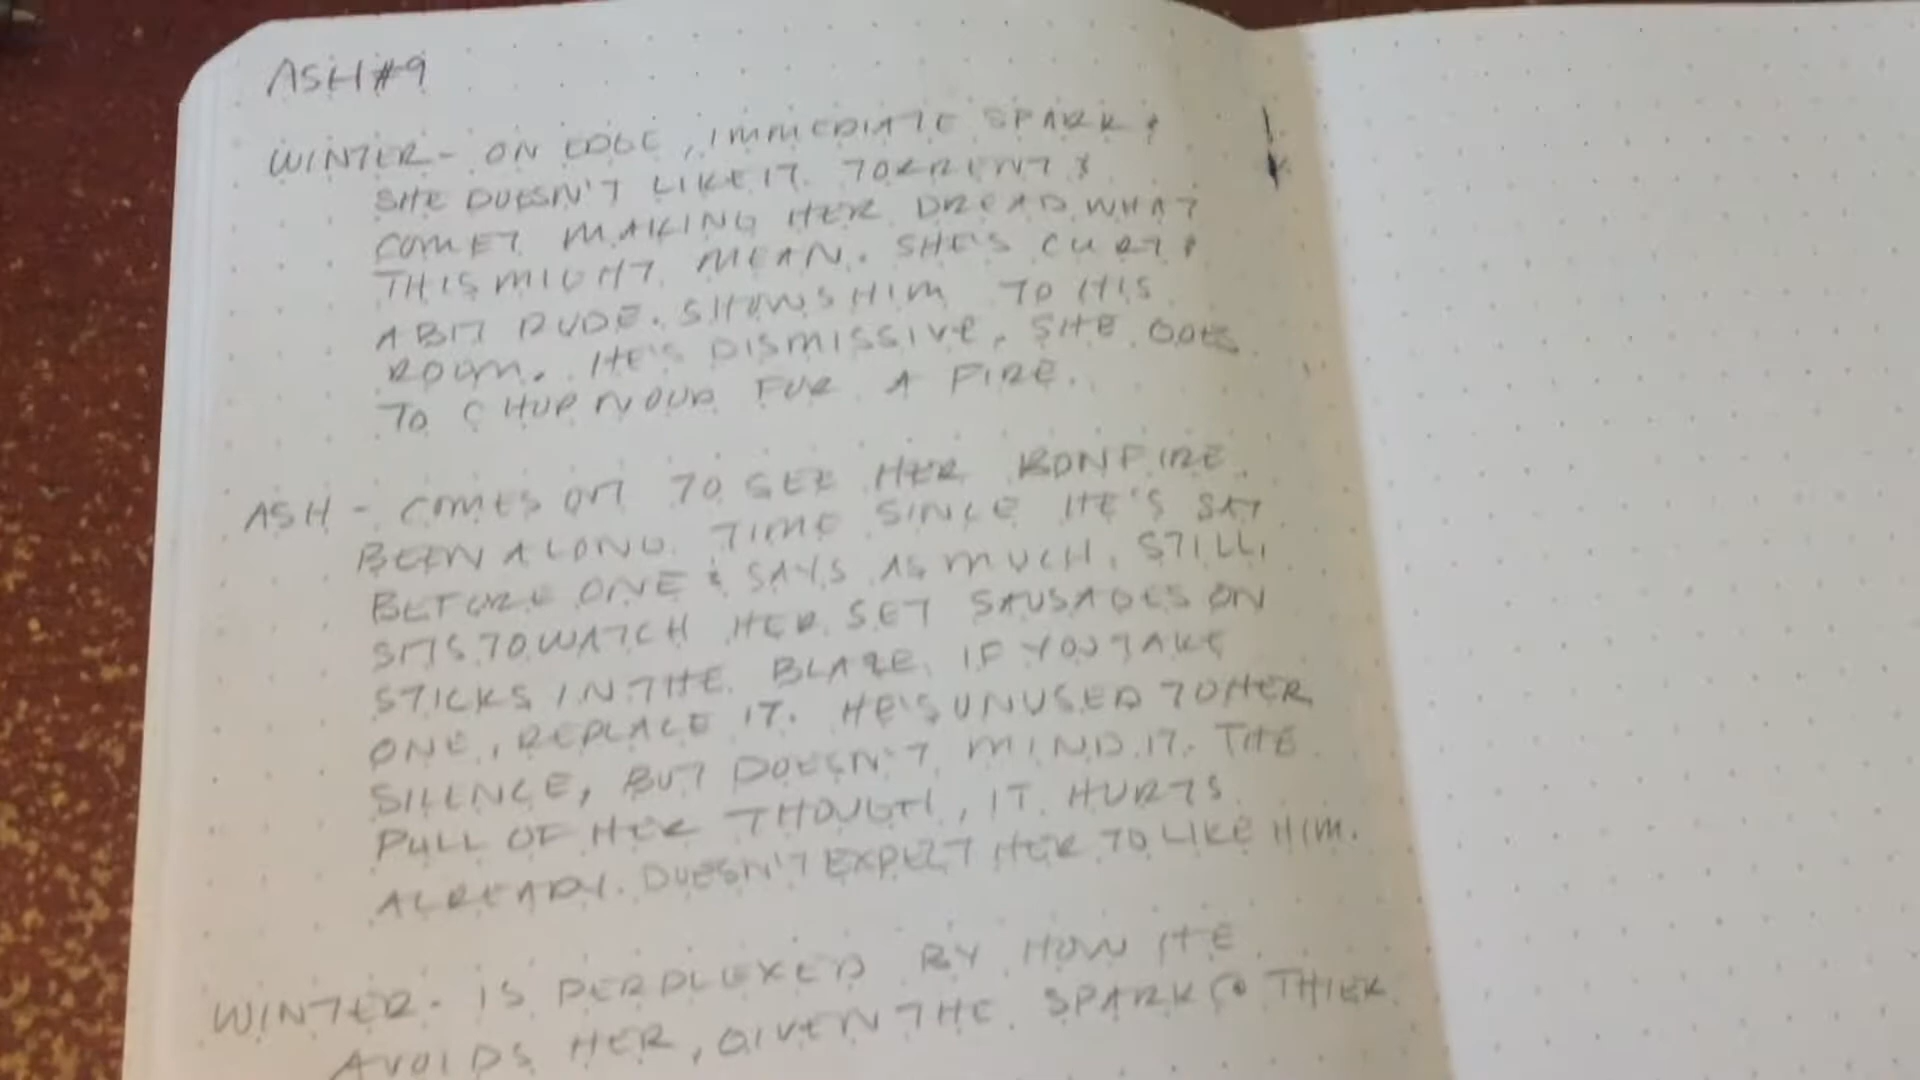 ASH #9
WINTER - ON EDGE, IMMEDIATE SPARK &
SHE DOESN'T LIKE IT. TORRENT &
COMET MAKING HER DREAD WHAT
THIS MIGHT MEAN. SHE'S CURT &
A BIT RUDE. SHOWS HIM TO HIS
ROOM. HE'S DISMISSIVE. SHE GOES
TO CHOP WOOD FOR A FIRE.
ASH - COMES OUT TO SEE HER BONFIRE.
BEEN A LONG TIME SINCE HE'S SAT
BEFORE ONE & SAYS AS MUCH. STILL,
SITS TO WATCH HER SET SAUSAGES ON
STICKS IN THE BLAZE. IF YOU TAKE
ONE, REPLACE IT. HE'S UNUSED TO HER
SILENCE, BUT DOESN'T MIND IT. THE
PULL OF HER THOUGH, IT HURTS
ALREADY. DOESN'T EXPECT HER TO LIKE HIM.
WINTER - IS PERPLEXED BY HOW HE
AVOIDS HER, GIVEN THE SPARK SO THICK